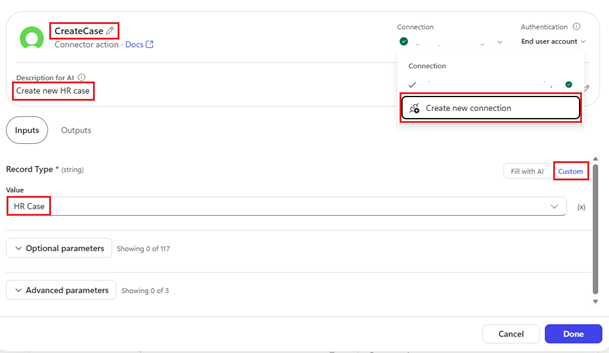 CreateCase
Connector action · Docs
Connection
Authentication
End user account
Description for AI
Create new HR case
Connection
Create new connection
Inputs
Outputs
Record Type * (string)
Fill with AI
Custom
Value
HR Case
{x}
Optional parameters
Showing 0 of 117
Advanced parameters
Showing 0 of 3
Cancel
Done